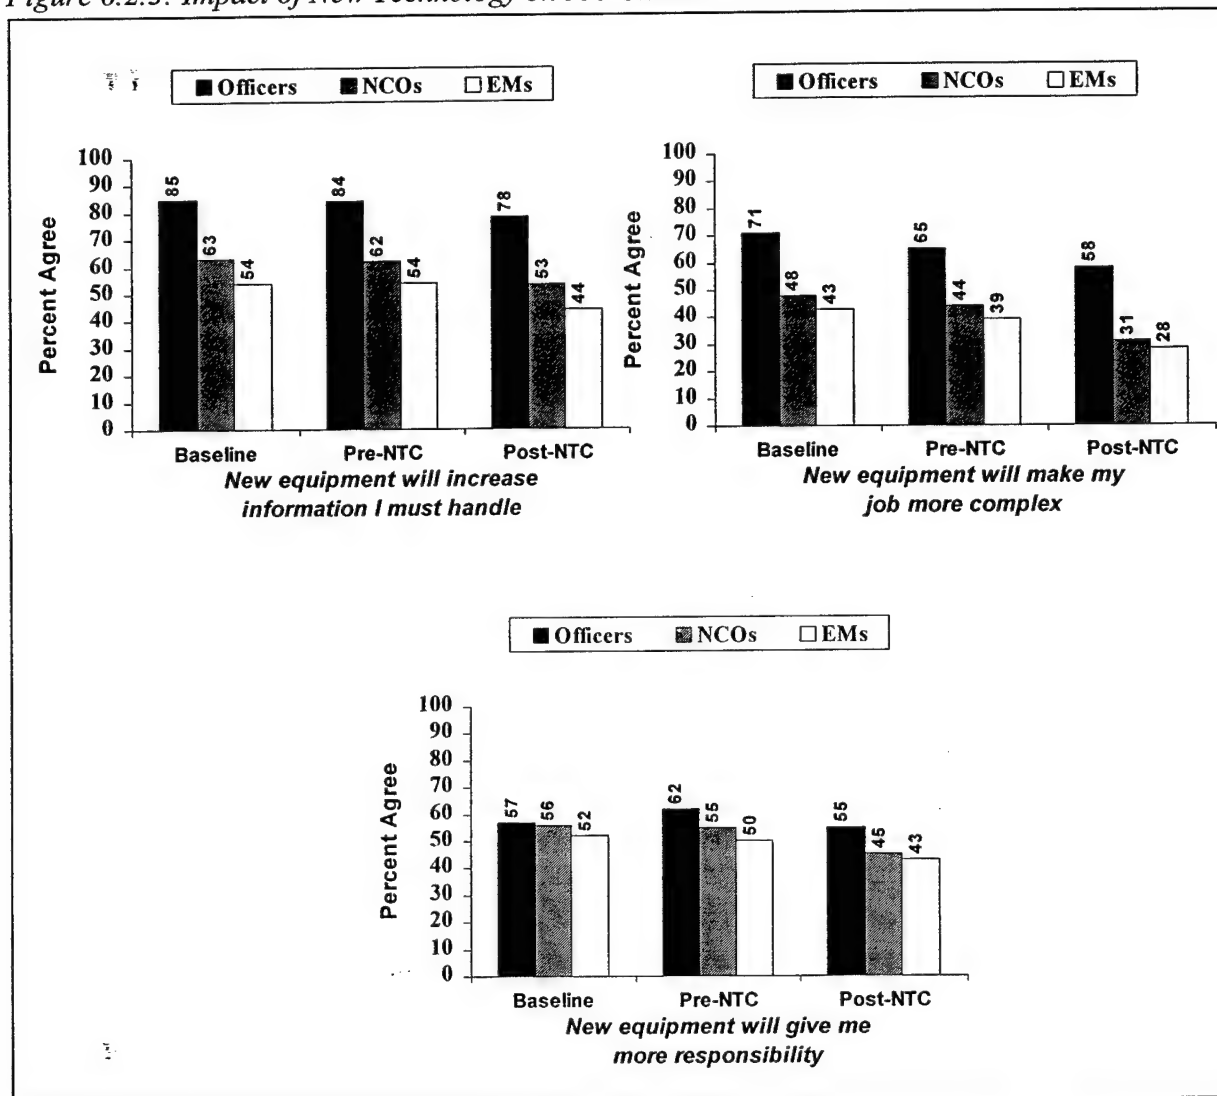 Figure 6.2.3: Impact of New Technology on
Officers NCOs EMs
Percent Agree
100
90
80
70
60
50
40
30
20
10
0
85 63 54
84 62 54
78 53 44
Baseline Pre-NTC Post-NTC
New equipment will increase
information I must handle
Officers NCOs EMs
Percent Agree
100
90
80
70
60
50
40
30
20
10
0
71 48 43
65 44 39
58 31 28
Baseline Pre-NTC Post-NTC
New equipment will make my
job more complex
Officers NCOs EMs
Percent Agree
100
90
80
70
60
50
40
30
20
10
0
57 56 52
62 55 50
55 45 43
Baseline Pre-NTC Post-NTC
New equipment will give me
more responsibility